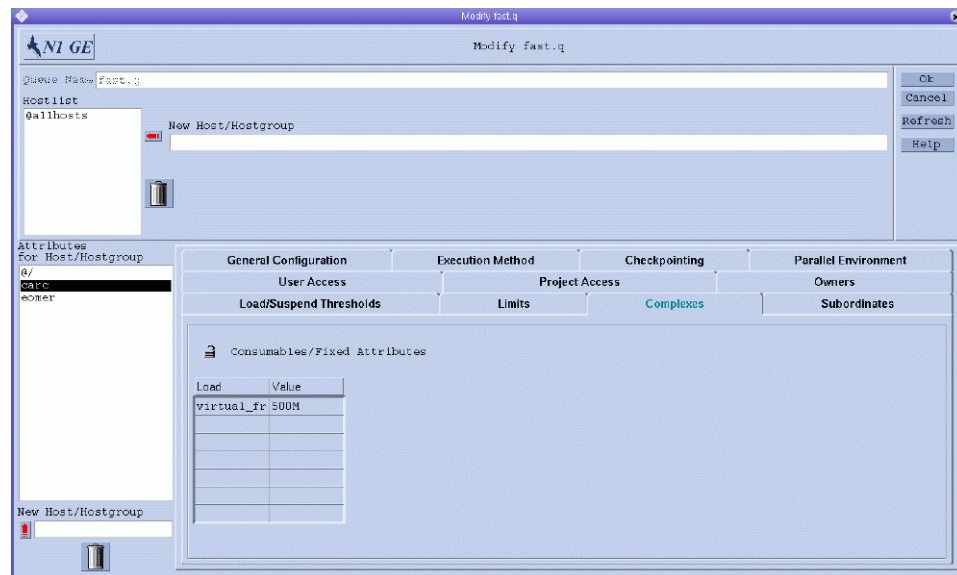 Modify fast.q
N1 GE
Modify fast.q
Queue Name fast.q
Ok
Cancel
Refresh
Help
Hostlist
@allhosts
New Host/Hostgroup
Attributes
for Host/Hostgroup
@/
carc
eomer
General Configuration Execution Method Checkpointing Parallel Environment
User Access Project Access Owners
Load/Suspend Thresholds Limits Complexes Subordinates
Consumables/Fixed Attributes
Load Value
virtual_fr 500M
New Host/Hostgroup